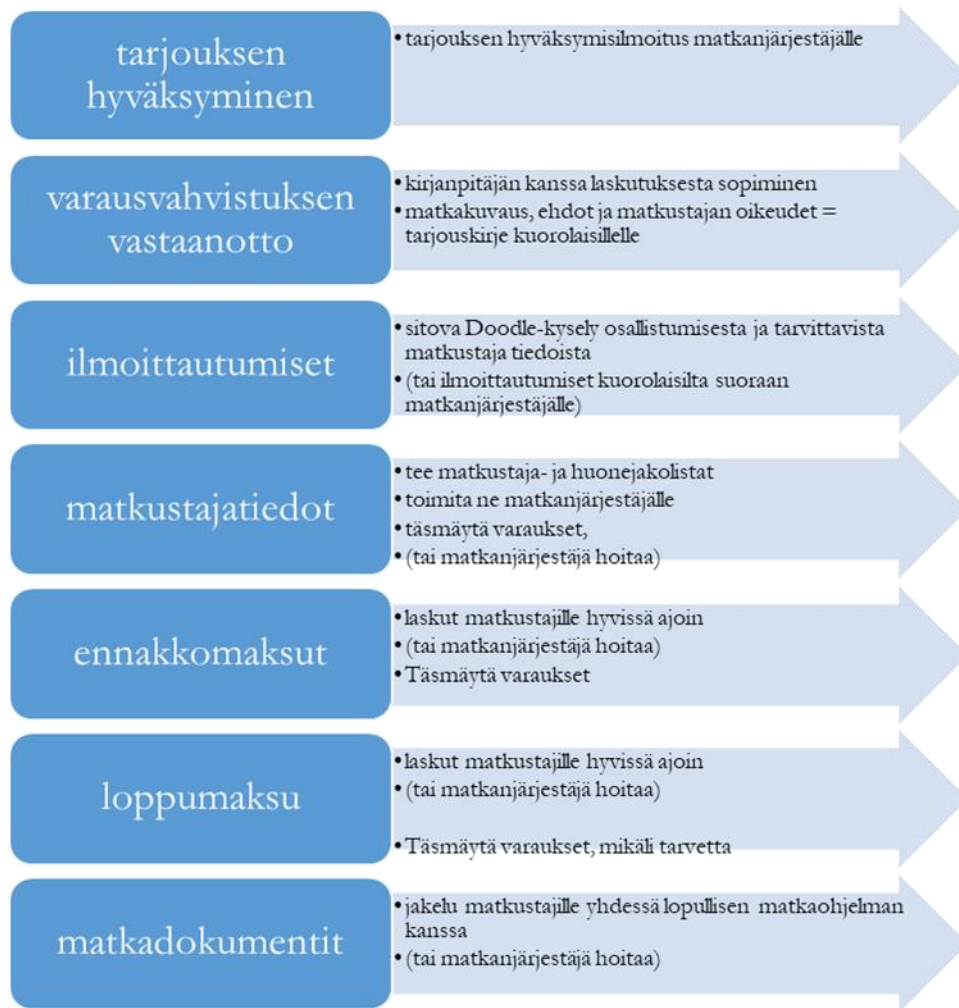 tarjouksen
hyväksyminen
• tarjouksen hyväksymisilmoitus matkanjärjestäjälle
varausvahvistuksen
vastaanotto
• kirjanpitäjän kanssa laskutuksesta sopiminen
• matkakuvaus, ehdot ja matkustajan oikeudet =
tarjouskirje kuorolaisillelle
ilmoittautumiset
• sitova Doodle-kysely osallistumisesta ja tarvittavista
matkustaja tiedoista
• (tai ilmoittautumiset kuorolaisilta suoraan
matkanjärjestäjälle)
matkustajatiedot
• tee matkustaja- ja huonejakolistat
• toimita ne matkanjärjestäjälle
• täsmäytä varaukset,
• (tai matkanjärjestäjä hoitaa)
ennakkomaksut
• laskut matkustajille hyvissä ajoin
• (tai matkanjärjestäjä hoitaa)
• Täsmäytä varaukset
loppumaksu
• laskut matkustajille hyvissä ajoin
• (tai matkanjärjestäjä hoitaa)
• Täsmäytä varaukset, mikäli tarvetta
matkadokumentit
• jakelu matkustajille yhdessä lopullisen matkaohjelman
kanssa
• (tai matkanjärjestäjä hoitaa)